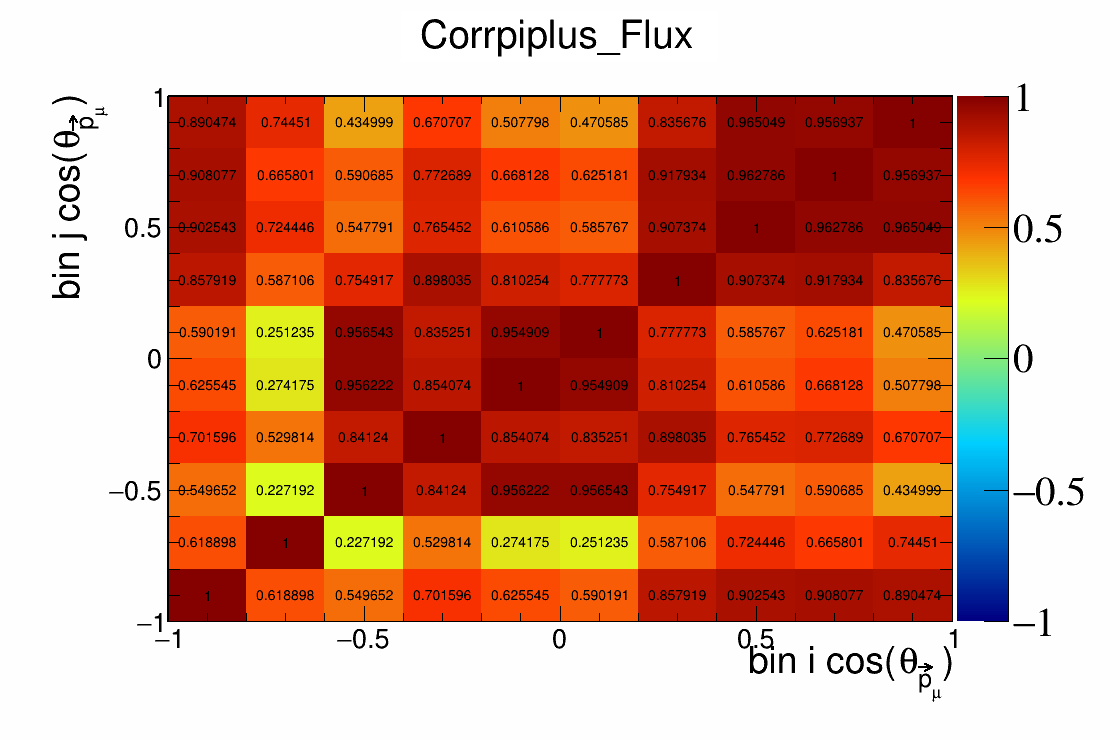 Corrpiplus_Flux
bin j cos(θ p⃗ μ)
1
0.5
0
−0.5
−1
0.890474 0.74451 0.434999 0.670707 0.507798 0.470585 0.835676 0.965049 0.956937 1
0.908077 0.665801 0.590685 0.772689 0.668128 0.625181 0.917934 0.962786 1 0.956937
0.902543 0.724446 0.547791 0.765452 0.610586 0.585767 0.907374 1 0.962786 0.965049
0.857919 0.587106 0.754917 0.898035 0.810254 0.777773 1 0.907374 0.917934 0.835676
0.590191 0.251235 0.956543 0.835251 0.954909 1 0.777773 0.585767 0.625181 0.470585
0.625545 0.274175 0.956222 0.854074 1 0.954909 0.810254 0.610586 0.668128 0.507798
0.701596 0.529814 0.84124 1 0.854074 0.835251 0.898035 0.765452 0.772689 0.670707
0.549652 0.227192 1 0.84124 0.956222 0.956543 0.754917 0.547791 0.590685 0.434999
0.618898 1 0.227192 0.529814 0.274175 0.251235 0.587106 0.724446 0.665801 0.74451
1 0.618898 0.549652 0.701596 0.625545 0.590191 0.857919 0.902543 0.908077 0.890474
−1 −0.5 0 0.5 1
bin i cos(θ p⃗ μ)
1
0.5
0
−0.5
−1